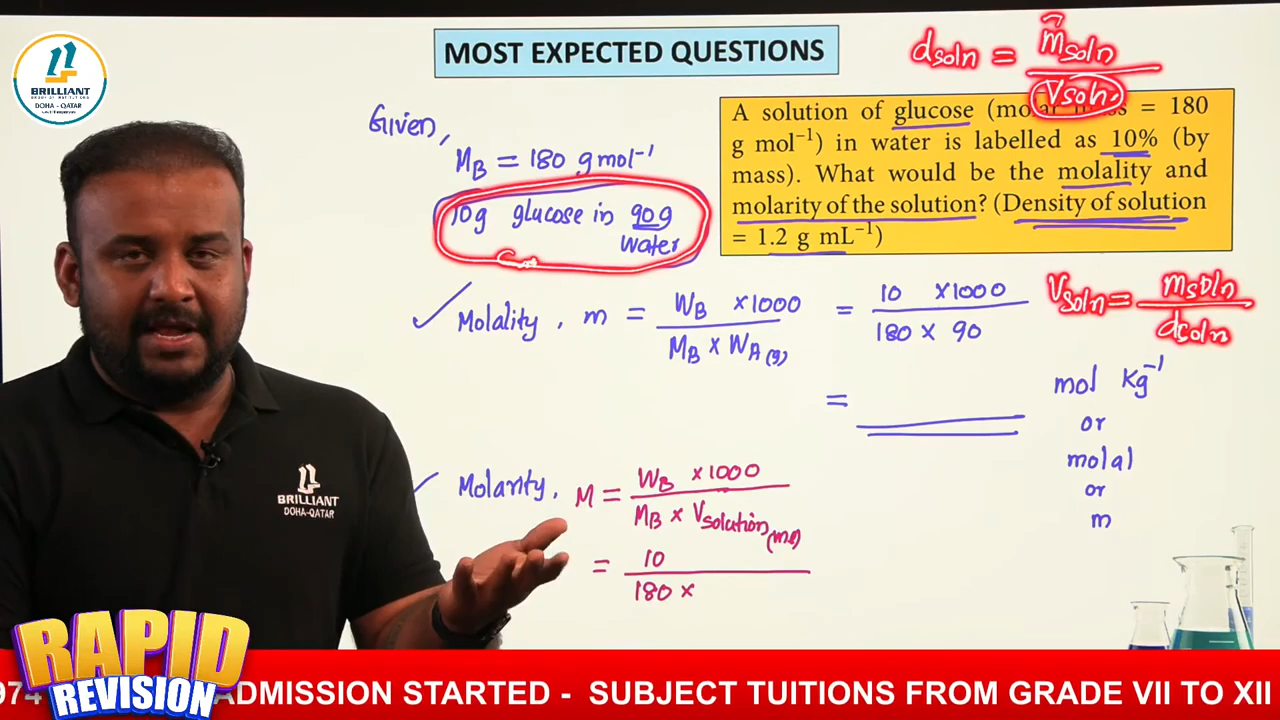 BRILLIANT
GROUP OF INSTITUTIONS
DOHA - QATAR
MOST EXPECTED QUESTIONS
dsoln = msoln / Vsoln.
A solution of glucose (molar mass = 180
g mol⁻¹) in water is labelled as 10% (by
mass). What would be the molality and
molarity of the solution? (Density of solution
= 1.2 g mL⁻¹)
Given,
MB = 180 g mol⁻¹
10g glucose in 90g
water
Molality, m = WB × 1000 / MB × WA(g) = 10 × 1000 / 180 × 90
Vsoln = msoln / dsoln
= mol Kg⁻¹
or
molal
or
m
Molarity, M = WB × 1000 / MB × Vsolution(ml)
= 10 / 180 ×
BRILLIANT
DOHA-QATAR
RAPID
REVISION
974 ADMISSION STARTED - SUBJECT TUITIONS FROM GRADE VII TO XII